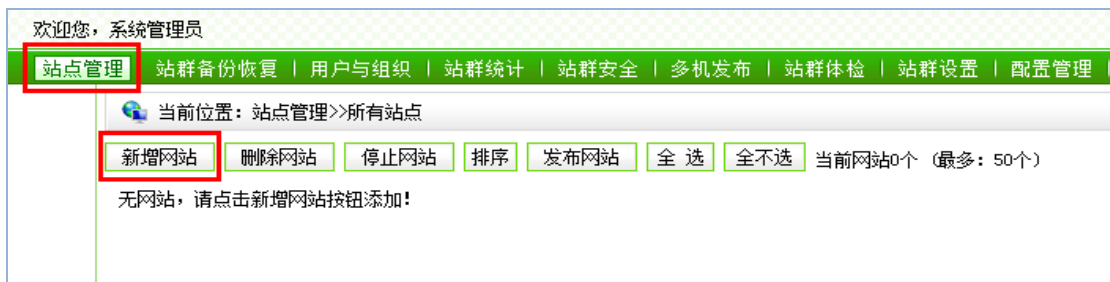 欢迎您，系统管理员
站点管理 站群备份恢复 | 用户与组织 | 站群统计 | 站群安全 | 多机发布 | 站群体检 | 站群设置 | 配置管理 |
当前位置：站点管理>>所有站点
新增网站 删除网站 停止网站 排序 发布网站 全 选 全不选 当前网站0个 （最多：50个）
无网站，请点击新增网站按钮添加！